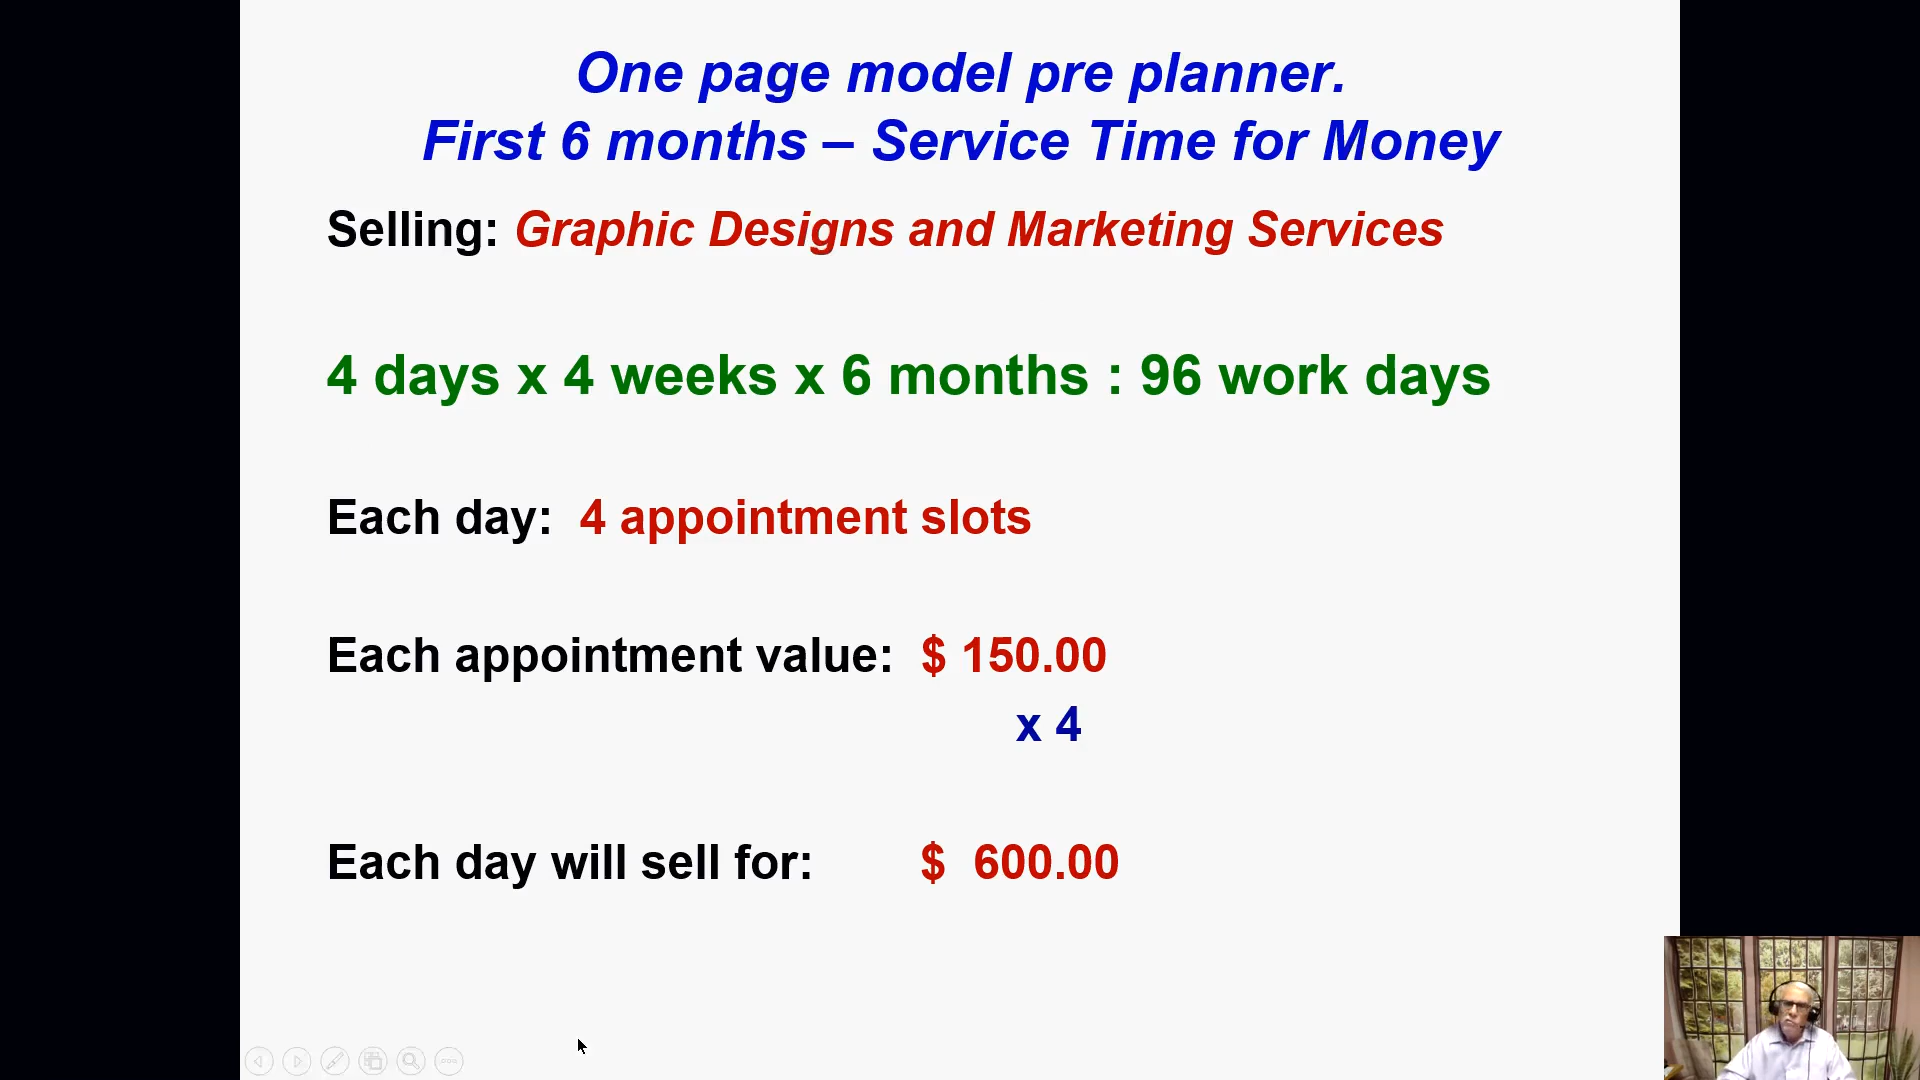 One page model pre planner.
First 6 months – Service Time for Money
Selling: Graphic Designs and Marketing Services
4 days x 4 weeks x 6 months : 96 work days
Each day: 4 appointment slots
Each appointment value: $ 150.00
x 4
Each day will sell for: $ 600.00